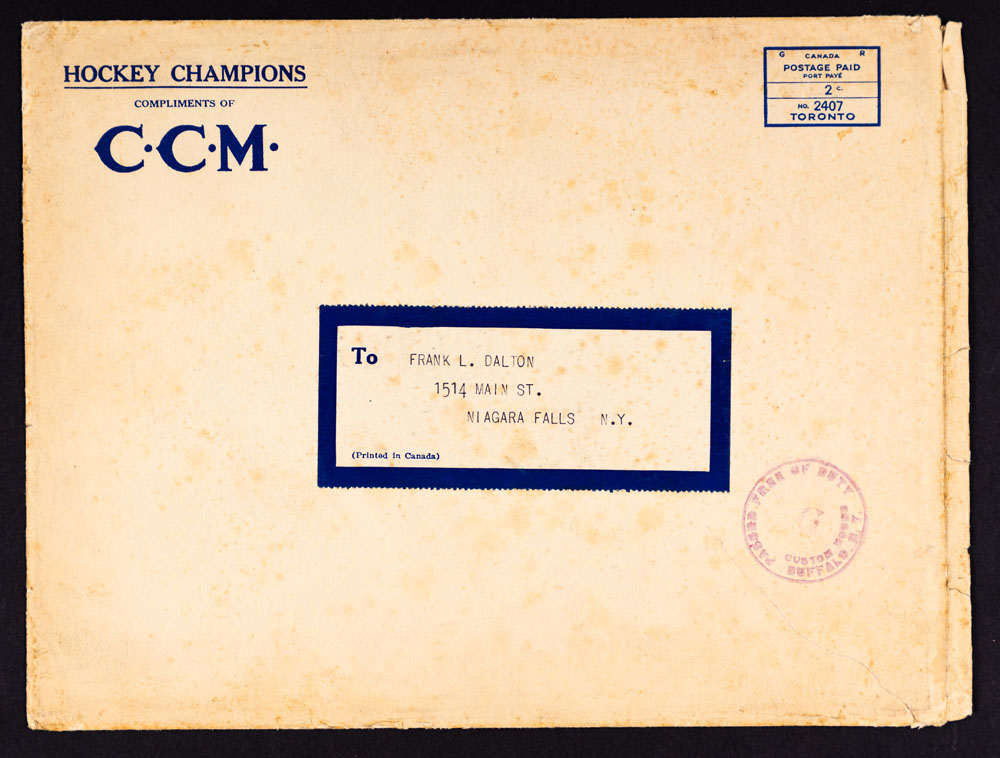 HOCKEY CHAMPIONS
COMPLIMENTS OF
C·C·M·
G CANADA R
POSTAGE PAID
PORT PAYÉ
2 C.
NO. 2407
TORONTO
To FRANK L. DALTON
1514 MAIN ST.
NIAGARA FALLS N.Y.
(Printed in Canada)
PASSED FREE OF DUTY
G
CUSTOM HOUSE
BUFFALO N.Y.